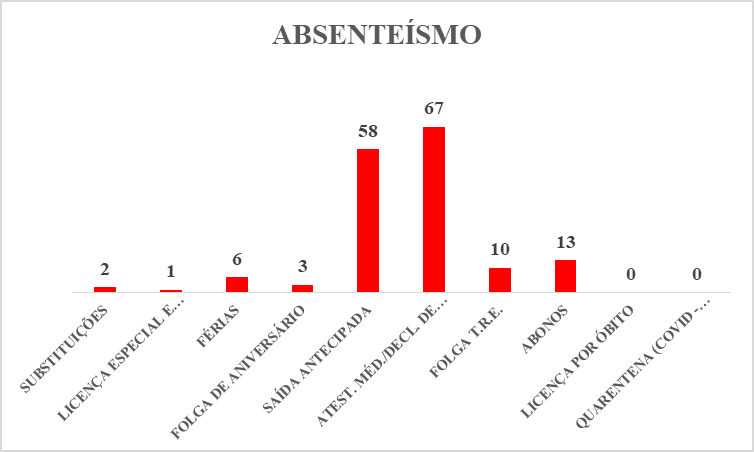 ABSENTEÍSMO
2
1
6
3
58
67
10
13
0
0
SUBSTITUIÇÕES
LICENÇA ESPECIAL E...
FÉRIAS
FOLGA DE ANIVERSÁRIO
SAÍDA ANTECIPADA
ATEST. MÉD./DECL. DE...
FOLGA T.R.E.
ABONOS
LICENÇA POR ÓBITO
QUARENTENA (COVID -...